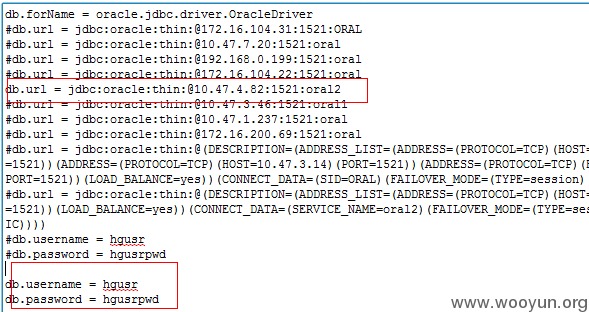 db.forName = oracle.jdbc.driver.OracleDriver
#db.url = jdbc:oracle:thin:@172.16.104.31:1521:ORAL
#db.url = jdbc:oracle:thin:@10.47.7.20:1521:oral
#db.url = jdbc:oracle:thin:@192.168.0.199:1521:oral
#db.url = jdbc:oracle:thin:@172.16.104.22:1521:oral
db.url = jdbc:oracle:thin:@10.47.4.82:1521:oral2
#db.url = jdbc:oracle:thin:@10.47.3.46:1521:oral1
#db.url = jdbc:oracle:thin:@10.47.1.237:1521:oral
#db.url = jdbc:oracle:thin:@172.16.200.69:1521:oral
#db.url = jdbc:oracle:thin:@(DESCRIPTION=(ADDRESS_LIST=(ADDRESS=(PROTOCOL=TCP)(HOST=
=1521))(ADDRESS=(PROTOCOL=TCP)(HOST=10.47.3.14)(PORT=1521))(ADDRESS=(PROTOCOL=TCP)(
PORT=1521))(LOAD_BALANCE=yes))(CONNECT_DATA=(SID=ORAL)(FAILOVER_MODE=(TYPE=session)
#db.url = jdbc:oracle:thin:@(DESCRIPTION=(ADDRESS_LIST=(ADDRESS=(PROTOCOL=TCP)(HOST=
=1521))(LOAD_BALANCE=yes))(CONNECT_DATA=(SERVICE_NAME=oral2)(FAILOVER_MODE=(TYPE=ses
IC))))
#db.username = hgusr
#db.password = hgusrpwd
db.username = hgusr
db.password = hgusrpwd
www.wooyun.org